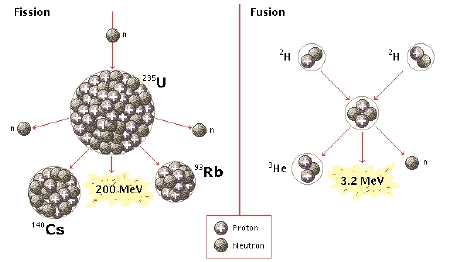 Fission
Fusion
n
²³⁵U
²H
²H
n
n
⁹³Rb
³He
n
200 MeV
3.2 MeV
¹⁴⁰Cs
Proton
Neutron